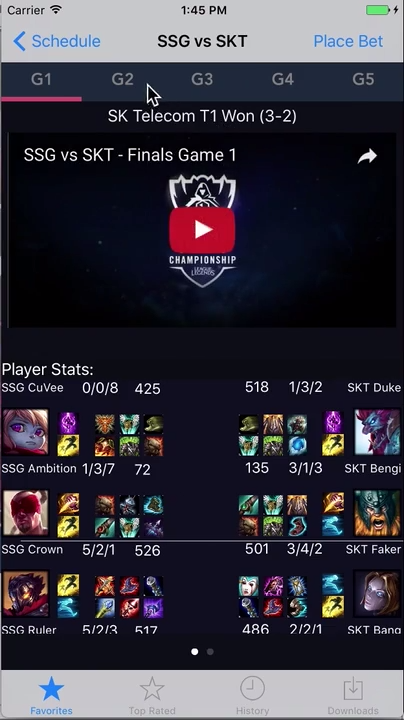 Carrier 1:45 PM
Schedule SSG vs SKT Place Bet
G1 G2 G3 G4 G5
SK Telecom T1 Won (3-2)
SSG vs SKT - Finals Game 1
CHAMPIONSHIP
LEAGUE LEGENDS
Player Stats:
SSG CuVee 0/0/8 425 518 1/3/2 SKT Duke
SSG Ambition 1/3/7 72 135 3/1/3 SKT Bengi
SSG Crown 5/2/1 526 501 3/4/2 SKT Faker
SSG Ruler 5/2/3 517 486 2/2/1 SKT Bang
Favorites Top Rated History Downloads